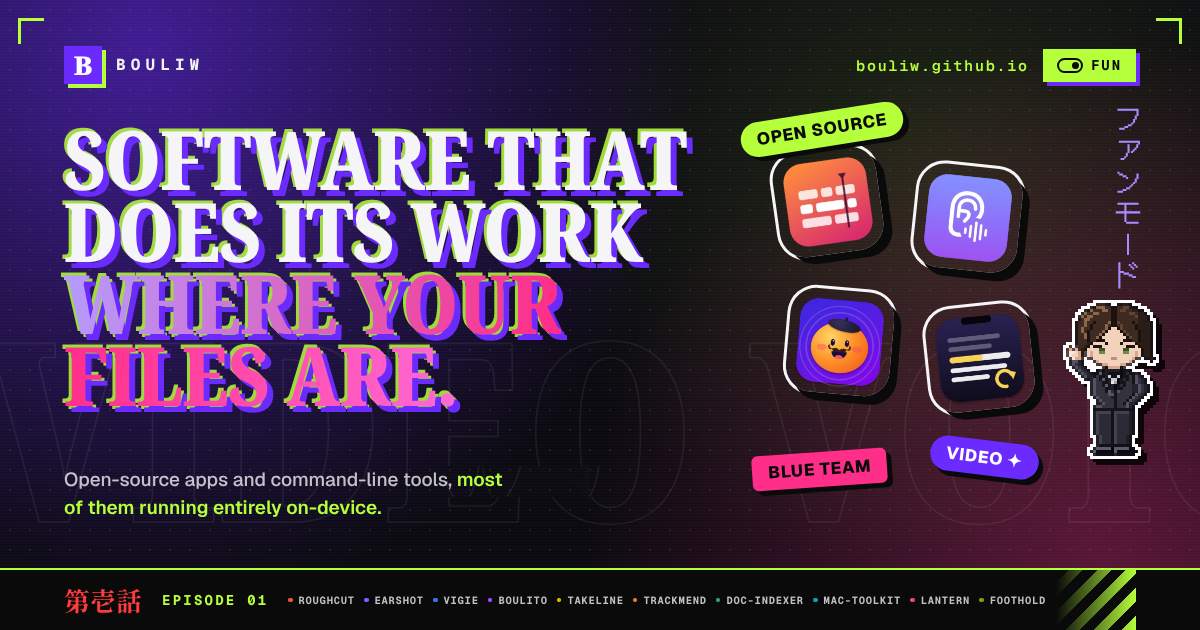 B BOULIW
bouliw.github.io
FUN
SOFTWARE THAT
DOES ITS WORK
WHERE YOUR
FILES ARE.
Open-source apps and command-line tools, most
of them running entirely on-device.
OPEN SOURCE
BLUE TEAM
VIDEO ✦
ファンモード
VIDEO
第壱話
EPISODE 01
ROUGHCUT • EARSHOT • VIGIE • BOULITO • TAKELINE • TRACKMEND • DOC-INDEXER • MAC-TOOLKIT • LANTERN • FOOTHOLD